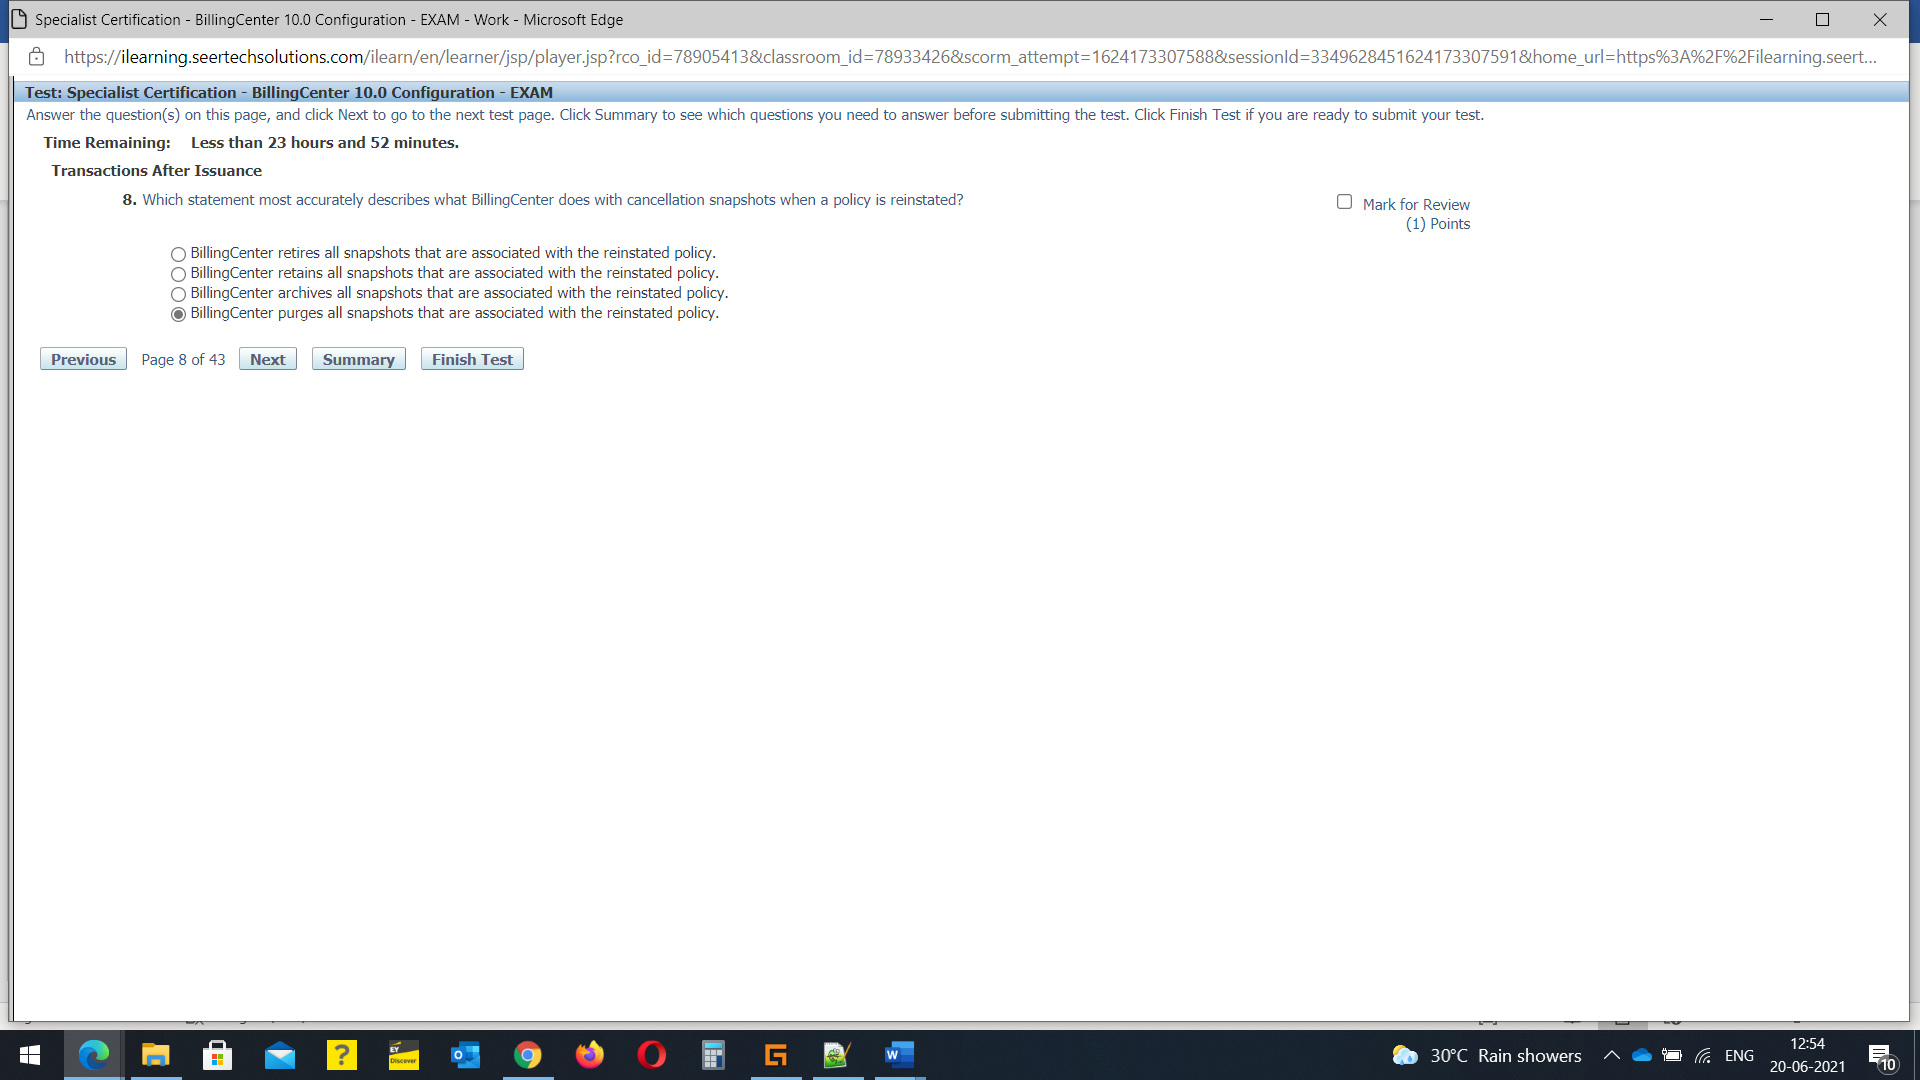 Specialist Certification - BillingCenter 10.0 Configuration - EXAM - Work - Microsoft Edge
https://ilearning.seertechsolutions.com/ilearn/en/learner/jsp/player.jsp?rco_id=78905413&classroom_id=78933426&scorm_attempt=1624173307588&sessionId=3349628451624173307591&home_url=https%3A%2F%2Filearning.seert...
Test: Specialist Certification - BillingCenter 10.0 Configuration - EXAM
Answer the question(s) on this page, and click Next to go to the next test page. Click Summary to see which questions you need to answer before submitting the test. Click Finish Test if you are ready to submit your test.
Time Remaining: Less than 23 hours and 52 minutes.
Transactions After Issuance
8. Which statement most accurately describes what BillingCenter does with cancellation snapshots when a policy is reinstated?
Mark for Review
(1) Points
BillingCenter retires all snapshots that are associated with the reinstated policy.
BillingCenter retains all snapshots that are associated with the reinstated policy.
BillingCenter archives all snapshots that are associated with the reinstated policy.
BillingCenter purges all snapshots that are associated with the reinstated policy.
Previous Page 8 of 43 Next Summary Finish Test
EY
Discover
30°C Rain showers
ENG
12:54
20-06-2021
10